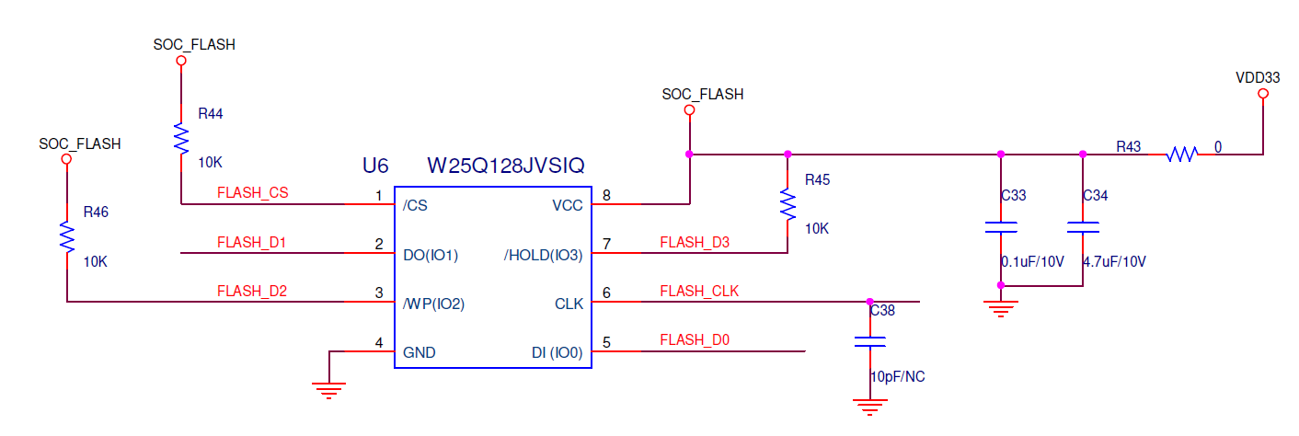 SOC_FLASH
R44
10K
SOC_FLASH
R46
10K
U6 W25Q128JVSIQ
SOC_FLASH
VDD33
R43 0
R45
10K
C33
0.1uF/10V
C34
4.7uF/10V
FLASH_CS 1 /CS
FLASH_D1 2 DO(IO1)
FLASH_D2 3 /WP(IO2)
4 GND
VCC 8
/HOLD(IO3) 7 FLASH_D3
CLK 6 FLASH_CLK
DI (IO0) 5 FLASH_D0
C38
10pF/NC